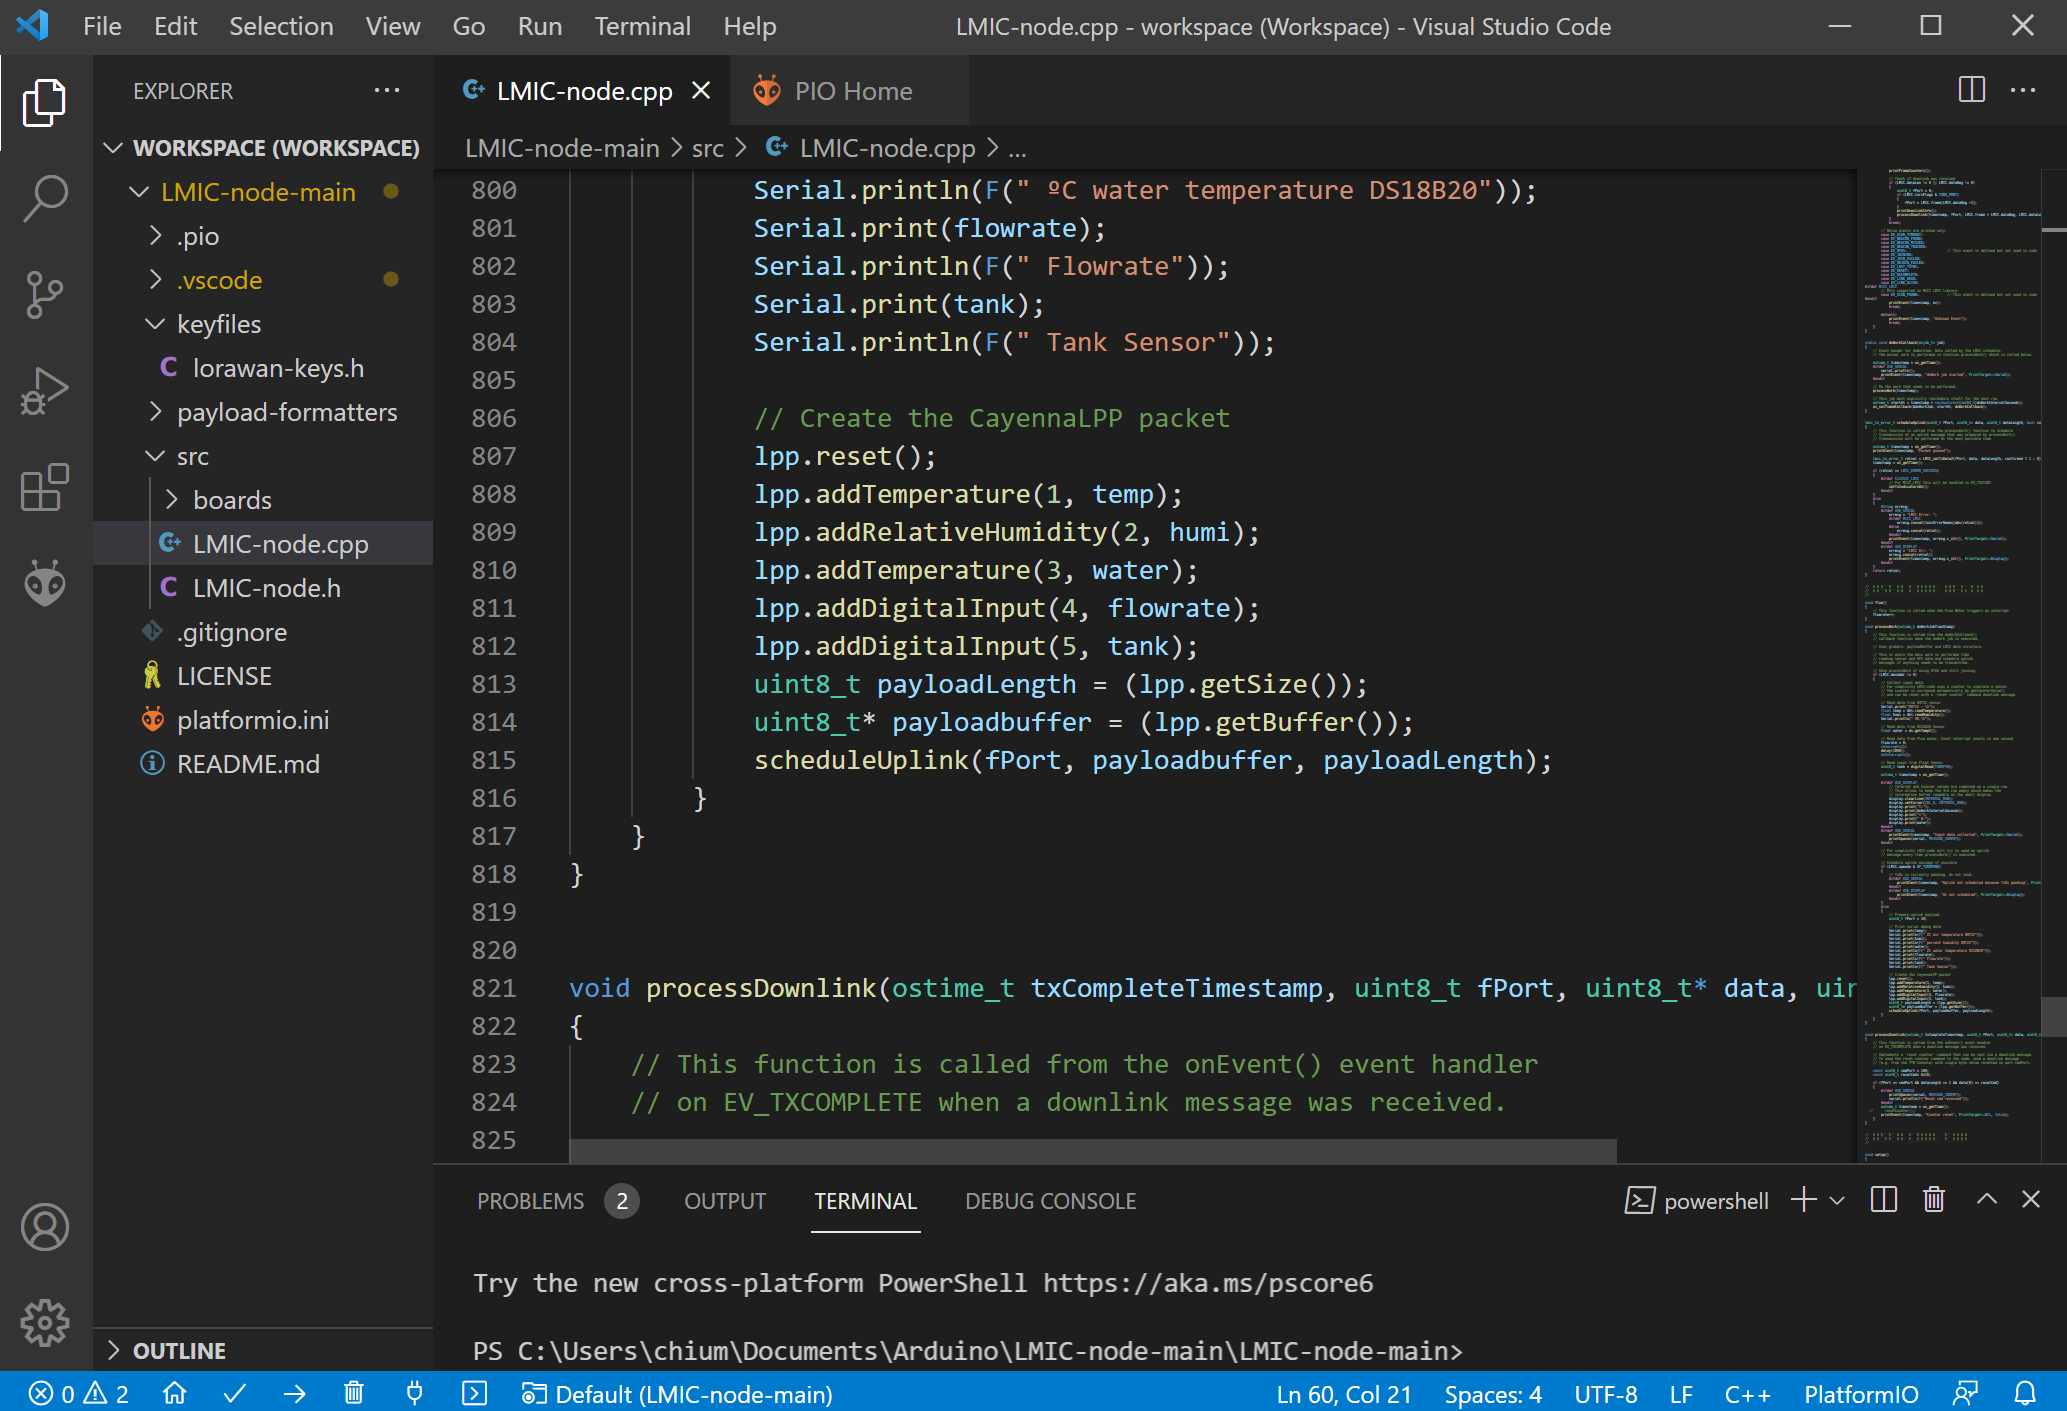 File Edit Selection View Go Run Terminal Help LMIC-node.cpp - workspace (Workspace) - Visual Studio Code
EXPLORER
WORKSPACE (WORKSPACE)
LMIC-node-main
.pio
.vscode
keyfiles
lorawan-keys.h
payload-formatters
src
boards
LMIC-node.cpp
LMIC-node.h
.gitignore
LICENSE
platformio.ini
README.md
OUTLINE
LMIC-node.cpp PIO Home
LMIC-node-main > src > LMIC-node.cpp > ...
800 Serial.println(F(" ºC water temperature DS18B20"));
801 Serial.print(flowrate);
802 Serial.println(F(" Flowrate"));
803 Serial.print(tank);
804 Serial.println(F(" Tank Sensor"));
805
806 // Create the CayennaLPP packet
807 lpp.reset();
808 lpp.addTemperature(1, temp);
809 lpp.addRelativeHumidity(2, humi);
810 lpp.addTemperature(3, water);
811 lpp.addDigitalInput(4, flowrate);
812 lpp.addDigitalInput(5, tank);
813 uint8_t payloadLength = (lpp.getSize());
814 uint8_t* payloadbuffer = (lpp.getBuffer());
815 scheduleUplink(fPort, payloadbuffer, payloadLength);
816 }
817 }
818 }
819
820
821 void processDownlink(ostime_t txCompleteTimestamp, uint8_t fPort, uint8_t* data, uin
822 {
823 // This function is called from the onEvent() event handler
824 // on EV_TXCOMPLETE when a downlink message was received.
825
PROBLEMS 2 OUTPUT TERMINAL DEBUG CONSOLE powershell
Try the new cross-platform PowerShell https://aka.ms/pscore6
PS C:\Users\chium\Documents\Arduino\LMIC-node-main\LMIC-node-main>
0 2 Default (LMIC-node-main) Ln 60, Col 21 Spaces: 4 UTF-8 LF C++ PlatformIO